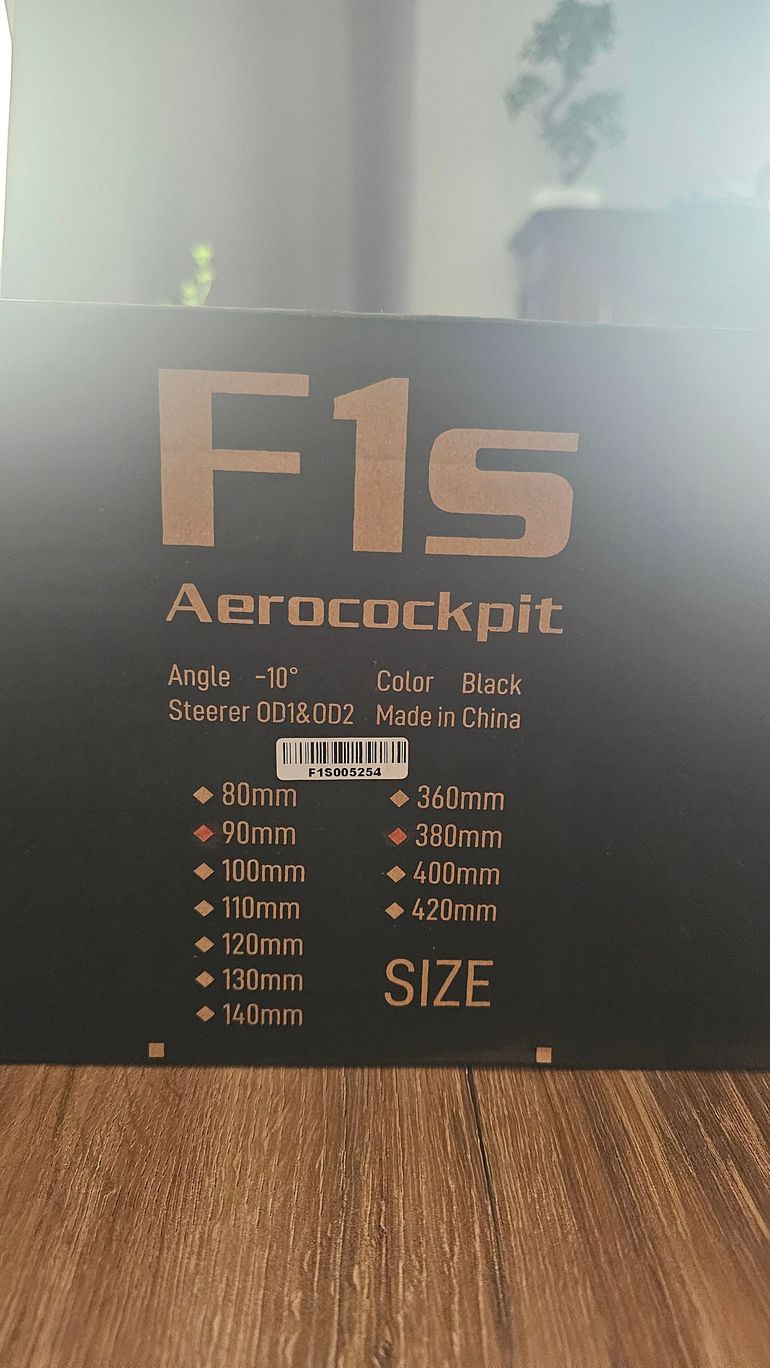 F1s
Aerocockpit
Angle -10° Color Black
Steerer OD1&OD2 Made in China
F1S005254
80mm 360mm
90mm 380mm
100mm 400mm
110mm 420mm
120mm
130mm SIZE
140mm